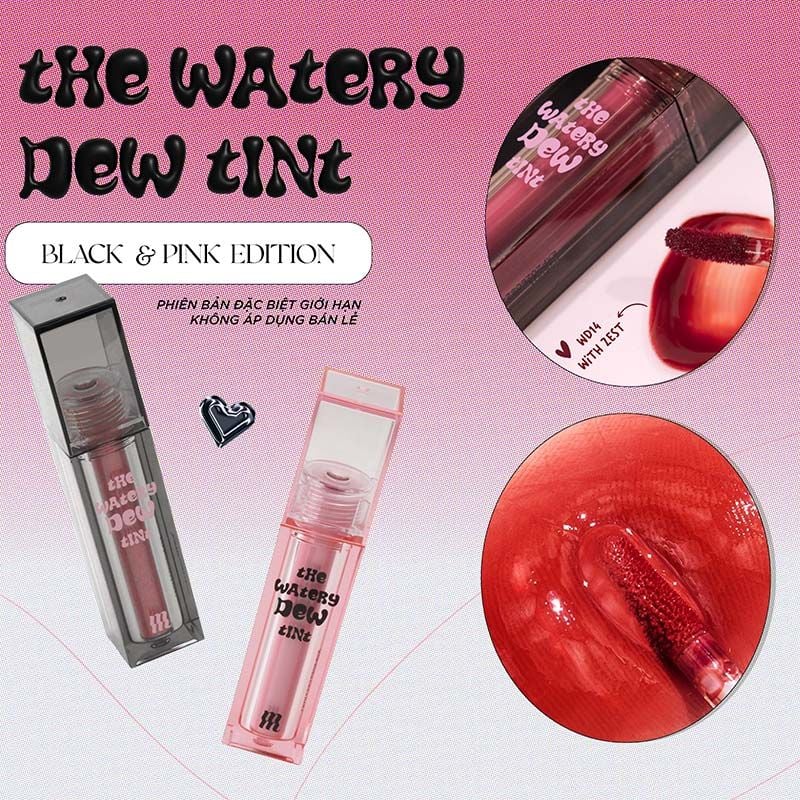 tHe WAteRy
DeW tINt
BLACK & PINK EDITION
PHIÊN BẢN ĐẶC BIỆT GIỚI HẠN
KHÔNG ÁP DỤNG BÁN LẺ
tHe
WAteRy
DeW
tINt
WD14
WITH ZEST
tHe
WAteRy
DeW
tINt
tHe
WAteRy
DeW
tINt